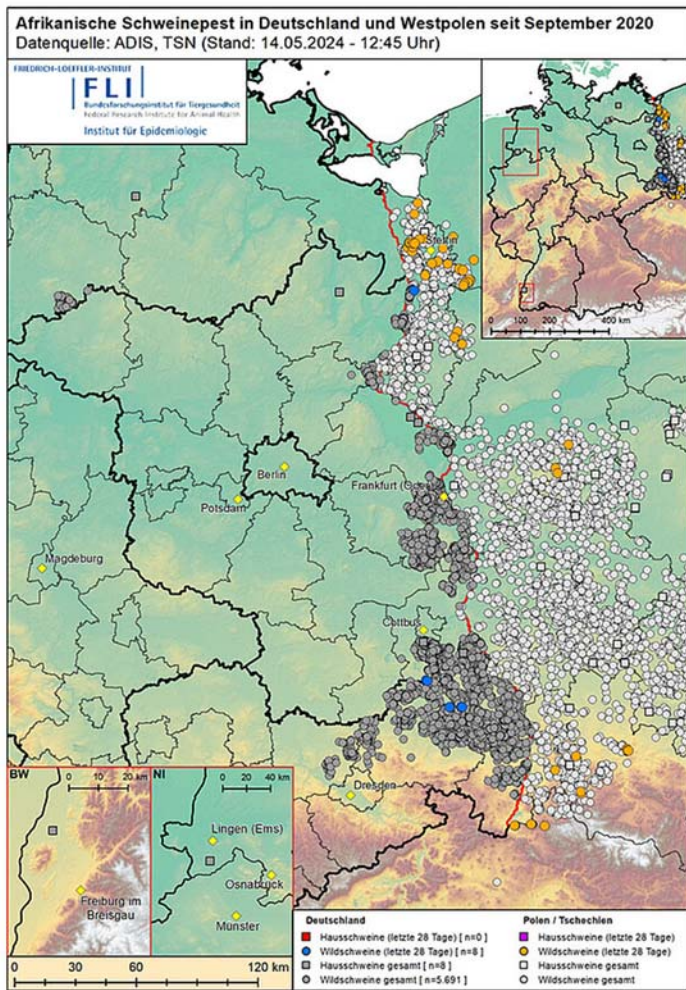 Afrikanische Schweinepest in Deutschland und Westpolen seit September 2020
Datenquelle: ADIS, TSN (Stand: 14.05.2024 - 12:45 Uhr)
FRIEDRICH-LOEFFLER-INSTITUT
FLI
Bundesforschungsinstitut für Tiergesundheit
Federal Research Institute for Animal Health
Institut für Epidemiologie
0 100 200 400 km
Stettin
Berlin
Potsdam
Frankfurt (Oder)
Magdeburg
Cottbus
Dresden
BW
0 10 20 km
Freiburg im
Breisgau
NI
0 40 km
Lingen (Ems)
Osnabrück
Münster
0 30 60 120 km
Deutschland
Hausschweine (letzte 28 Tage) [ n=0 ]
Wildschweine (letzte 28 Tage) [ n=8 ]
Hausschweine gesamt [ n=8 ]
Wildschweine gesamt [ n=5.691 ]
Polen / Tschechien
Hausschweine (letzte 28 Tage)
Wildschweine (letzte 28 Tage)
Hausschweine gesamt
Wildschweine gesamt